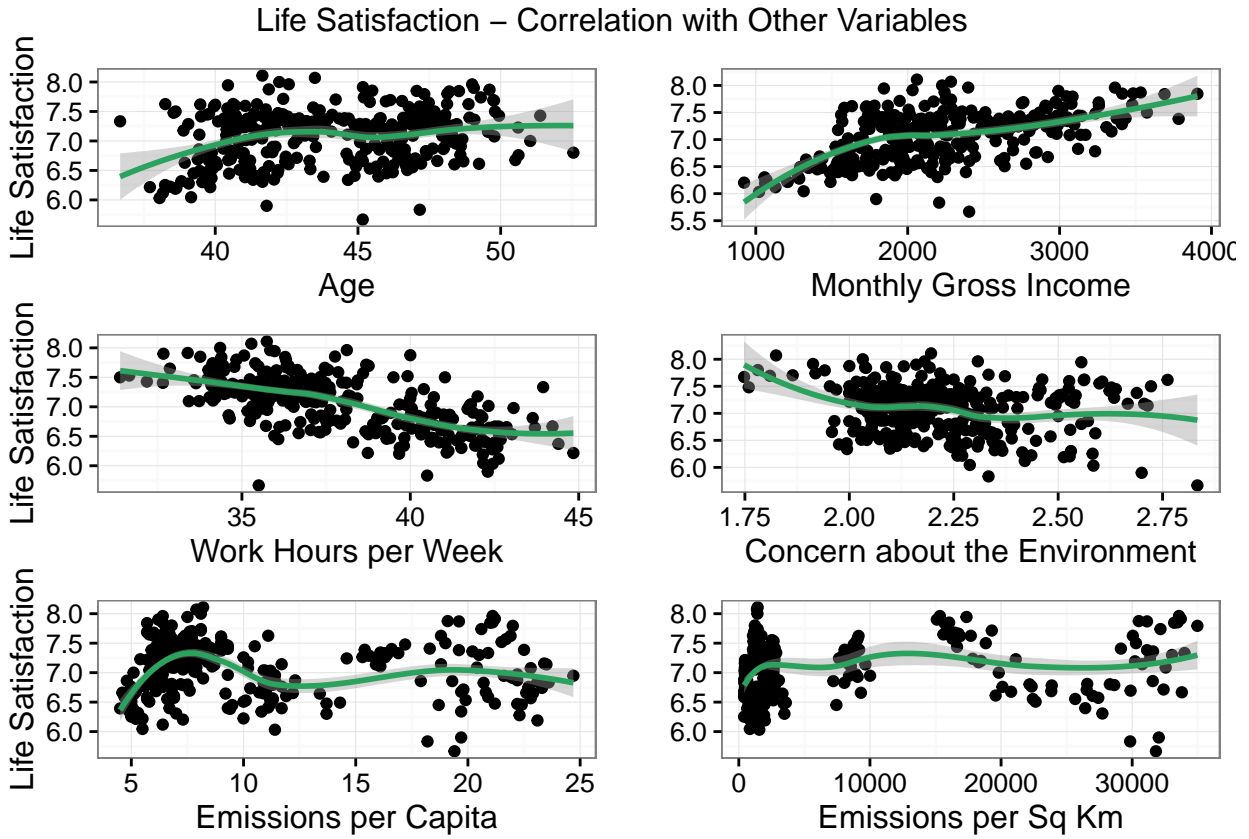 Life Satisfaction – Correlation with Other Variables
Life Satisfaction
8.0
7.5
7.0
6.5
6.0
40 45 50
Age
8.0
7.5
7.0
6.5
6.0
5.5
1000 2000 3000 4000
Monthly Gross Income
Life Satisfaction
8.0
7.5
7.0
6.5
6.0
35 40 45
Work Hours per Week
8.0
7.5
7.0
6.5
6.0
1.75 2.00 2.25 2.50 2.75
Concern about the Environment
Life Satisfaction
8.0
7.5
7.0
6.5
6.0
5 10 15 20 25
Emissions per Capita
8.0
7.5
7.0
6.5
6.0
0 10000 20000 30000
Emissions per Sq Km